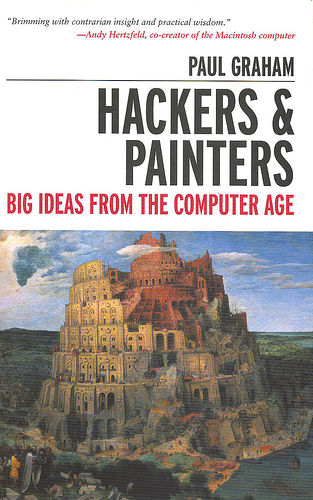 "Brimming with contrarian insight and practical wisdom."
—Andy Hertzfeld, co-creator of the Macintosh computer
PAUL GRAHAM
HACKERS &
PAINTERS
BIG IDEAS FROM THE COMPUTER AGE